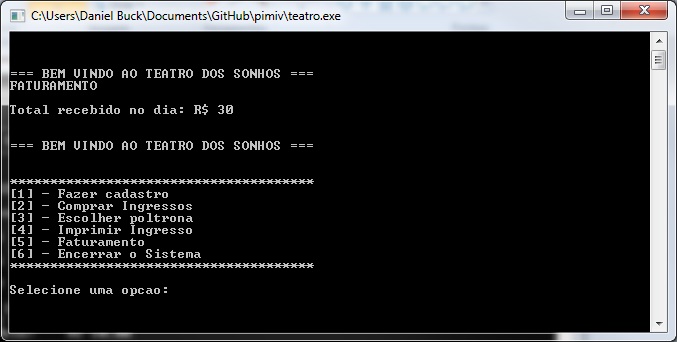 C:\Users\Daniel Buck\Documents\GitHub\pimiv\teatro.exe
=== BEM VINDO AO TEATRO DOS SONHOS ===
FATURAMENTO
Total recebido no dia: R$ 30
=== BEM VINDO AO TEATRO DOS SONHOS ===
**************************************
[1] - Fazer cadastro
[2] - Comprar Ingressos
[3] - Escolher poltrona
[4] - Imprimir Ingresso
[5] - Faturamento
[6] - Encerrar o Sistema
**************************************
Selecione uma opcao: